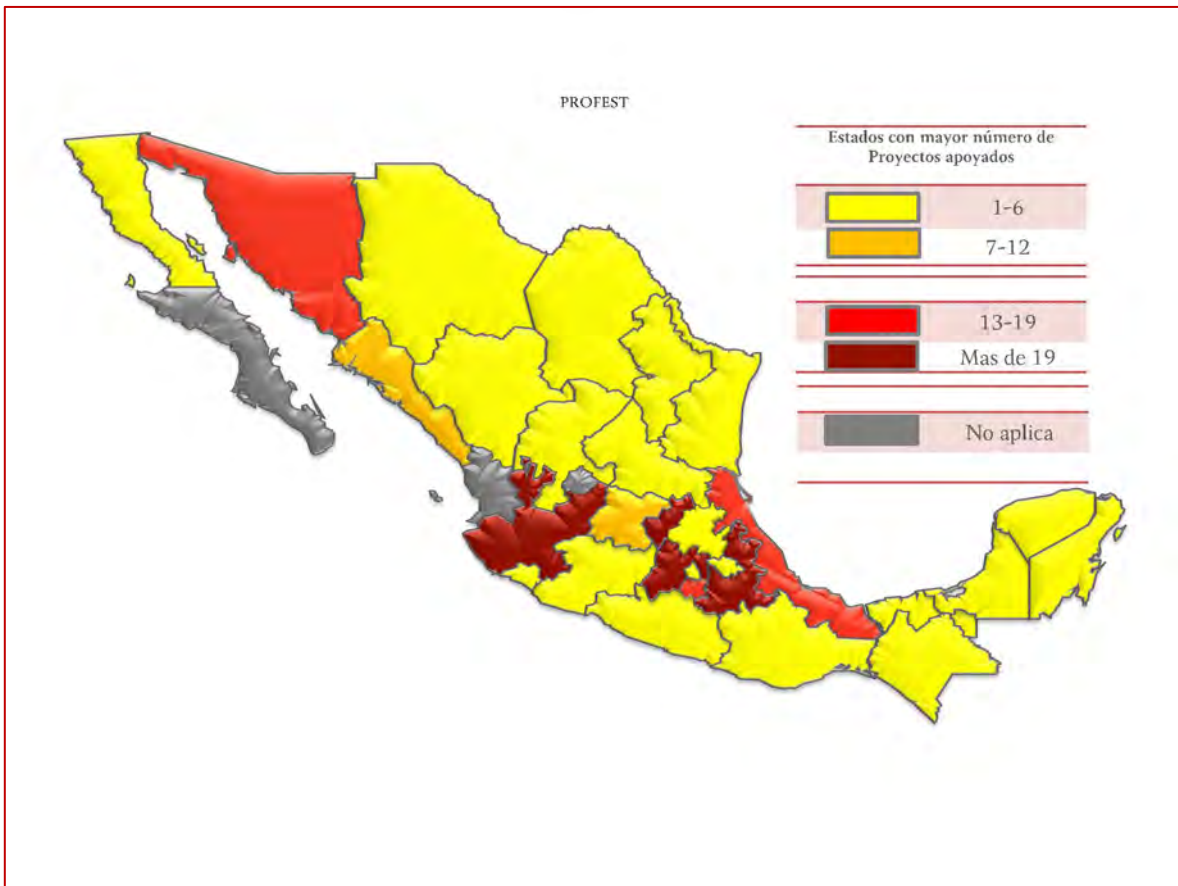 PROFEST
Estados con mayor número de
Proyectos apoyados
1-6
7-12
13-19
Mas de 19
No aplica